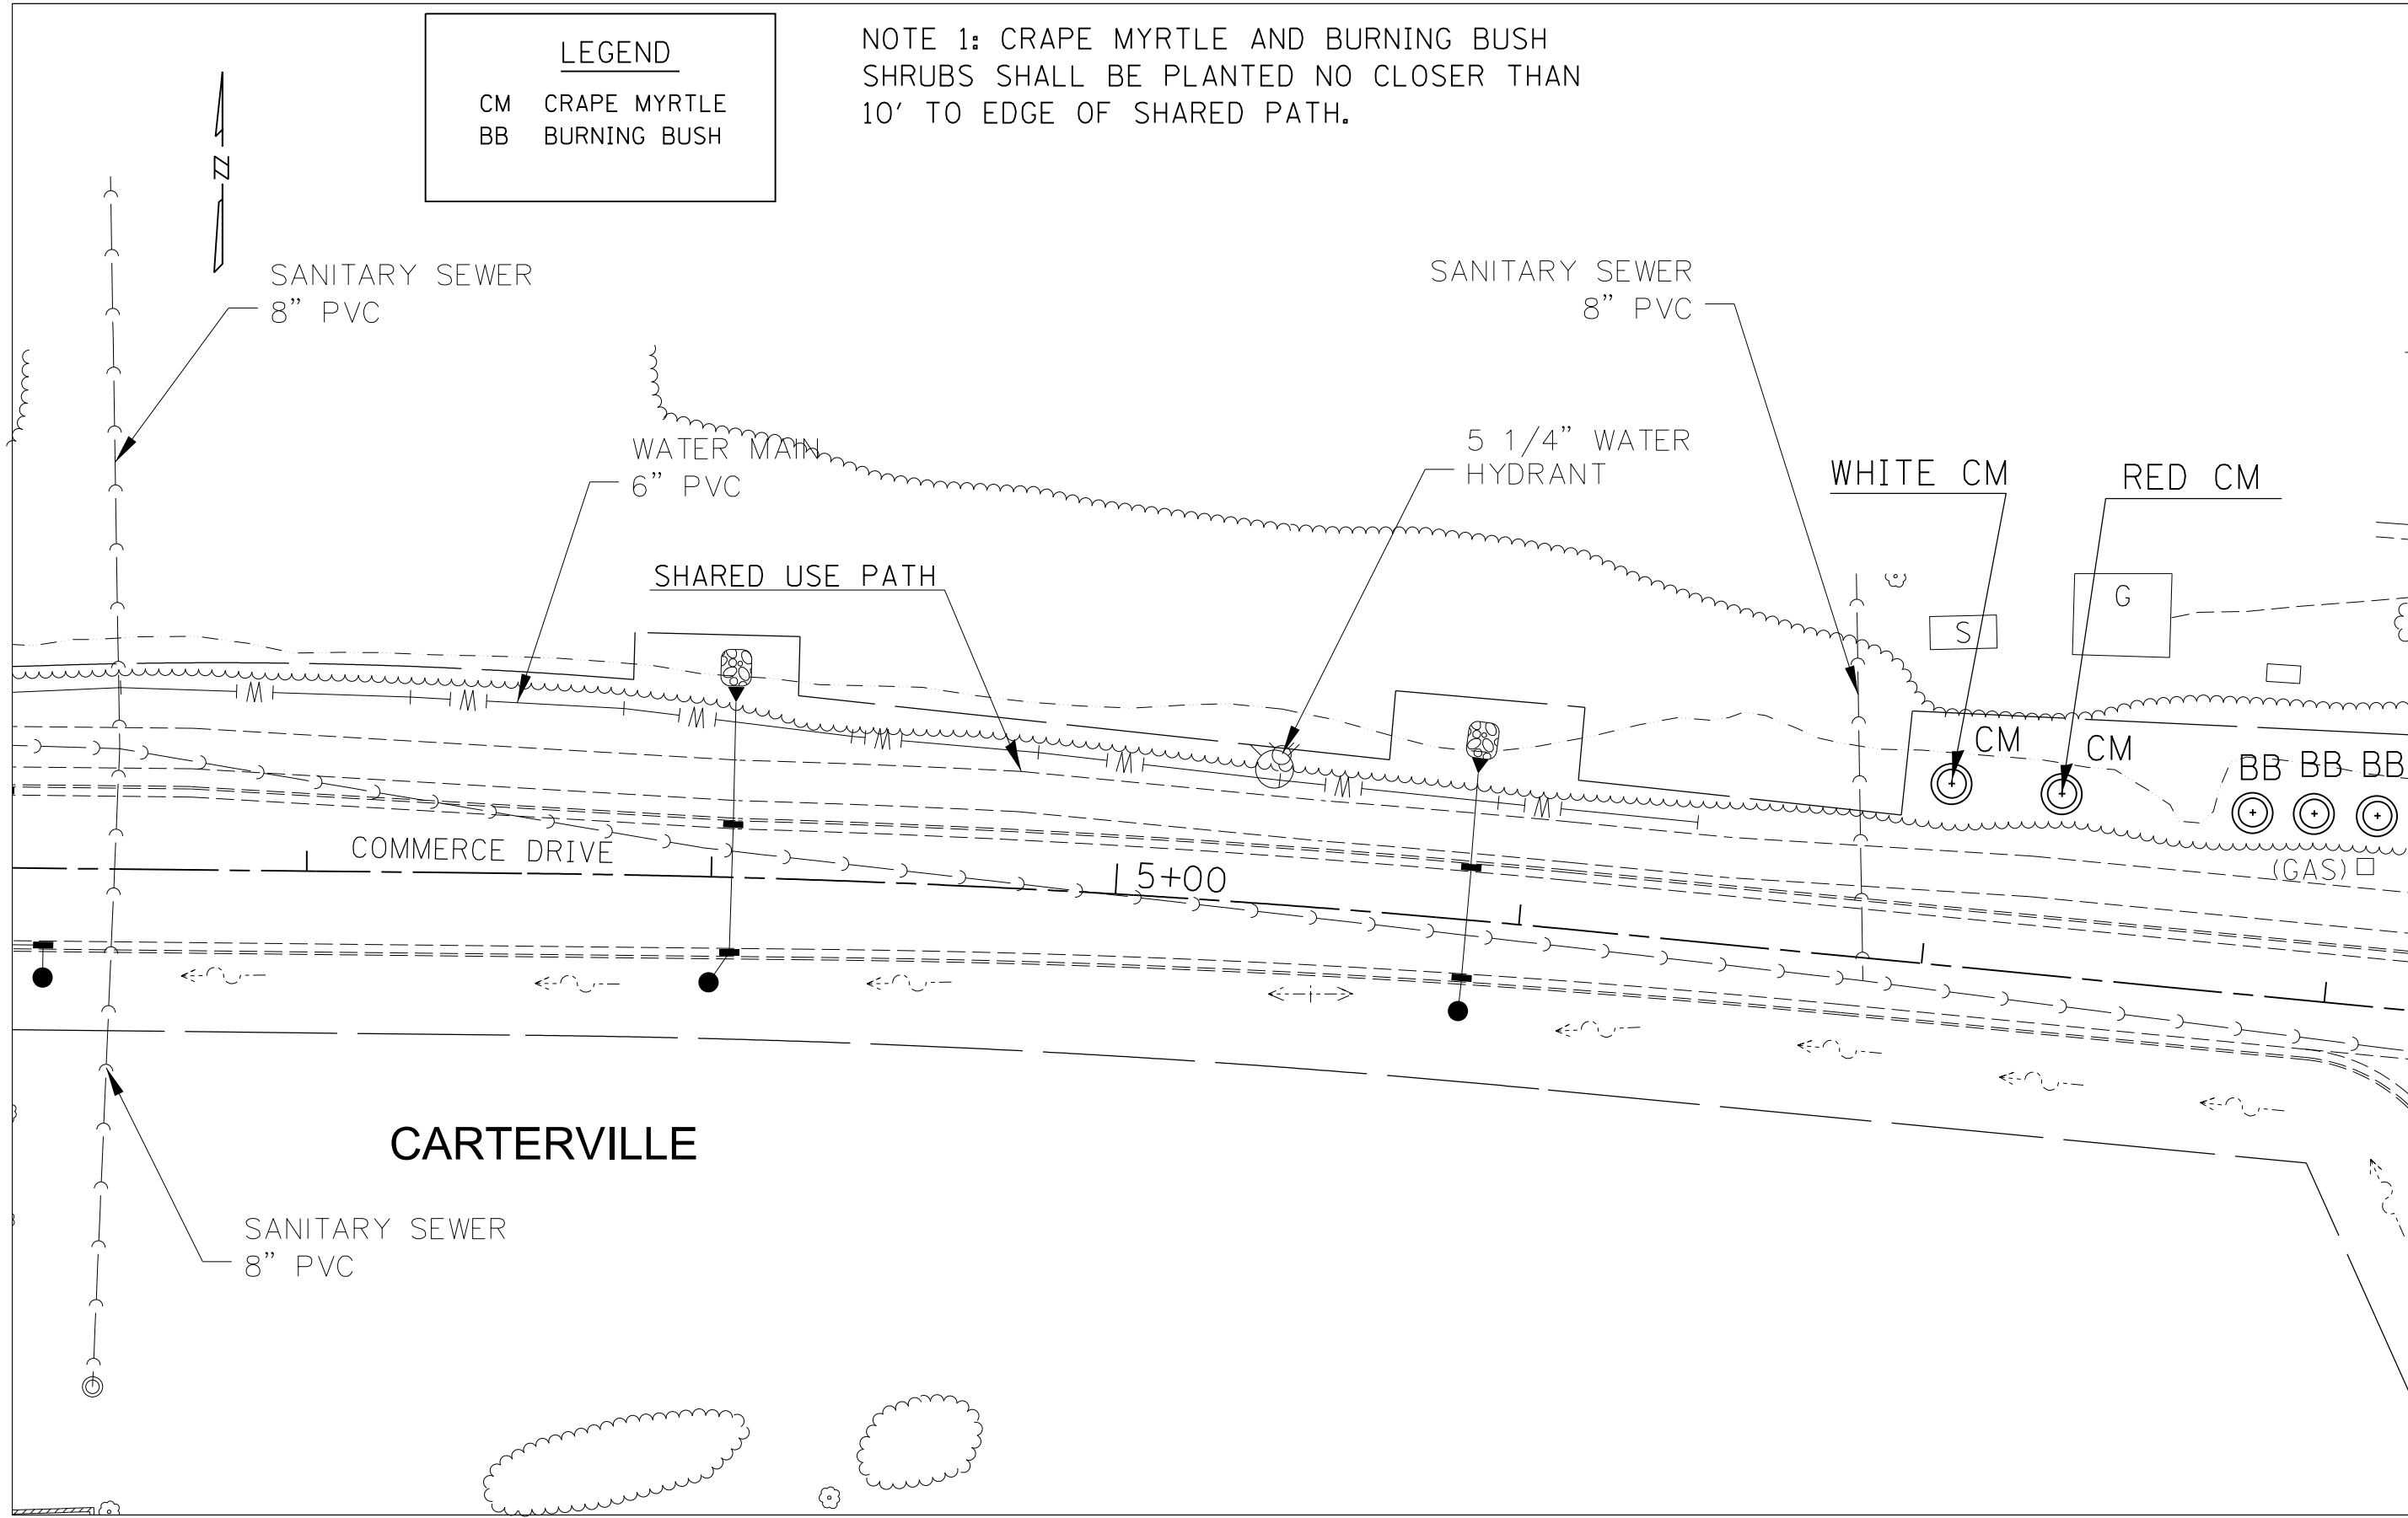 LEGEND
CM CRAPE MYRTLE
BB BURNING BUSH
NOTE 1: CRAPE MYRTLE AND BURNING BUSH
SHRUBS SHALL BE PLANTED NO CLOSER THAN
10' TO EDGE OF SHARED PATH.
N
SANITARY SEWER
8" PVC
SANITARY SEWER
8" PVC
WATER MAIN
6" PVC
5 1/4" WATER
HYDRANT
WHITE CM
RED CM
SHARED USE PATH
G
S
W W W W W W W
CM CM
BB BB BB
COMMERCE DRIVE
5+00
(GAS)
CARTERVILLE
SANITARY SEWER
8" PVC